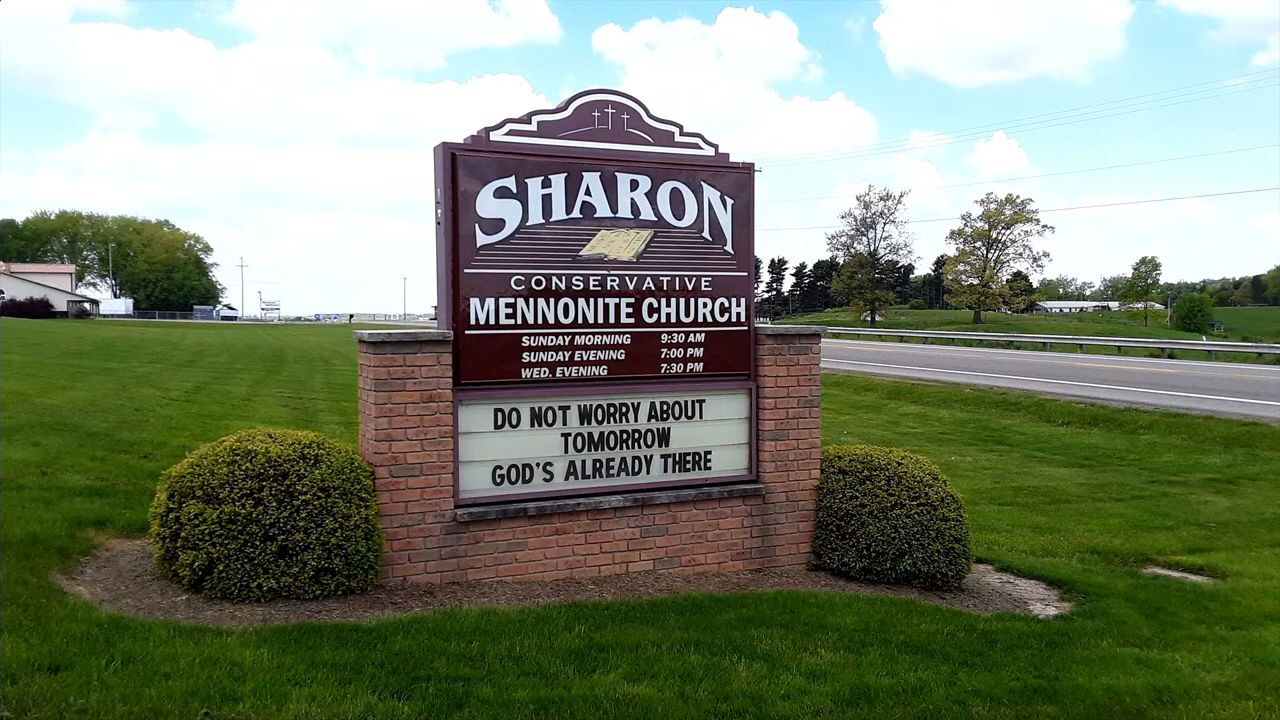 SHARON
CONSERVATIVE
MENNONITE CHURCH
SUNDAY MORNING 9:30 AM
SUNDAY EVENING 7:00 PM
WED. EVENING 7:30 PM
DO NOT WORRY ABOUT
TOMORROW
GOD'S ALREADY THERE